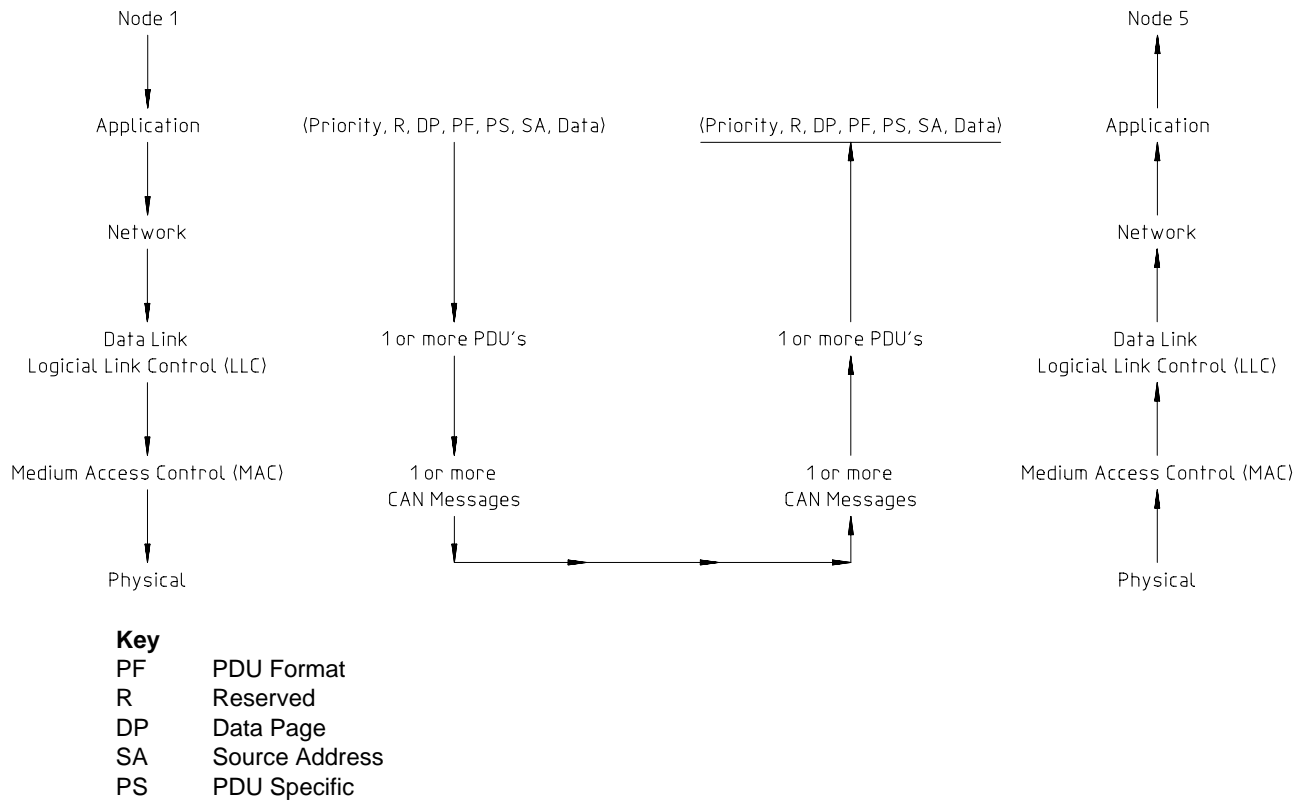 Node 1
Node 5
Application
(Priority, R, DP, PF, PS, SA, Data)
(Priority, R, DP, PF, PS, SA, Data)
Application
Network
Network
Data Link
Logicial Link Control (LLC)
1 or more PDU's
1 or more PDU's
Data Link
Logicial Link Control (LLC)
Medium Access Control (MAC)
1 or more
CAN Messages
1 or more
CAN Messages
Medium Access Control (MAC)
Physical
Physical
Key
PF PDU Format
R Reserved
DP Data Page
SA Source Address
PS PDU Specific